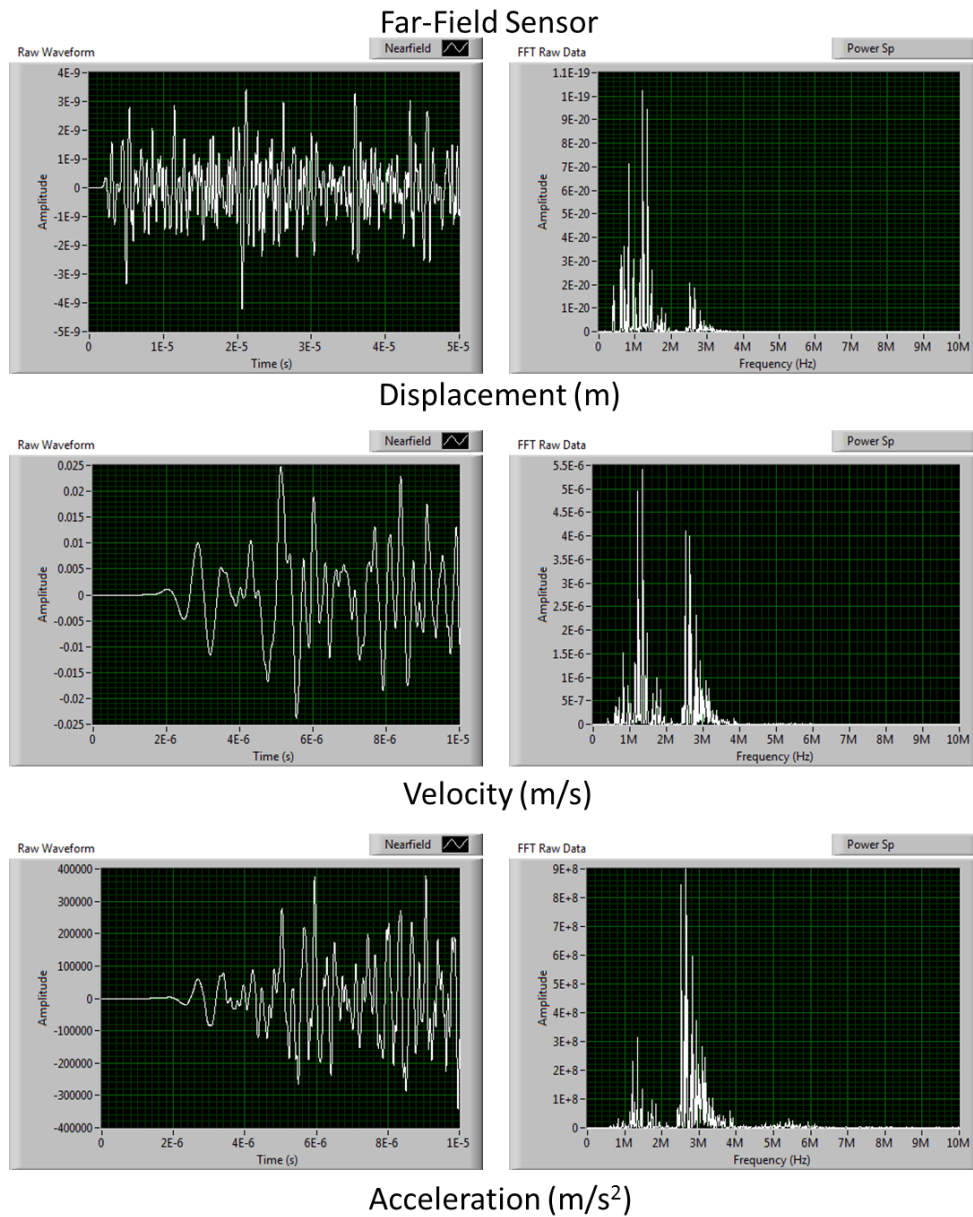 Far-Field Sensor
Raw Waveform
Nearfield
4E-9
3E-9
2E-9
1E-9
0
-1E-9
-2E-9
-3E-9
-4E-9
-5E-9
Amplitude
0 1E-5 2E-5 3E-5 4E-5 5E-5
Time (s)
FFT Raw Data
Power Sp
1.1E-19
1E-19
9E-20
8E-20
7E-20
6E-20
5E-20
4E-20
3E-20
2E-20
1E-20
0
Amplitude
0 1M 2M 3M 4M 5M 6M 7M 8M 9M 10M
Frequency (Hz)
Displacement (m)
Raw Waveform
Nearfield
0.025
0.02
0.015
0.01
0.005
0
-0.005
-0.01
-0.015
-0.02
-0.025
Amplitude
0 2E-6 4E-6 6E-6 8E-6 1E-5
Time (s)
FFT Raw Data
Power Sp
5.5E-6
5E-6
4.5E-6
4E-6
3.5E-6
3E-6
2.5E-6
2E-6
1.5E-6
1E-6
5E-7
0
Amplitude
0 1M 2M 3M 4M 5M 6M 7M 8M 9M 10M
Frequency (Hz)
Velocity (m/s)
Raw Waveform
Nearfield
400000
300000
200000
100000
0
-100000
-200000
-300000
-400000
Amplitude
0 2E-6 4E-6 6E-6 8E-6 1E-5
Time (s)
FFT Raw Data
Power Sp
9E+8
8E+8
7E+8
6E+8
5E+8
4E+8
3E+8
2E+8
1E+8
0
Amplitude
0 1M 2M 3M 4M 5M 6M 7M 8M 9M 10M
Frequency (Hz)
Acceleration (m/s²)